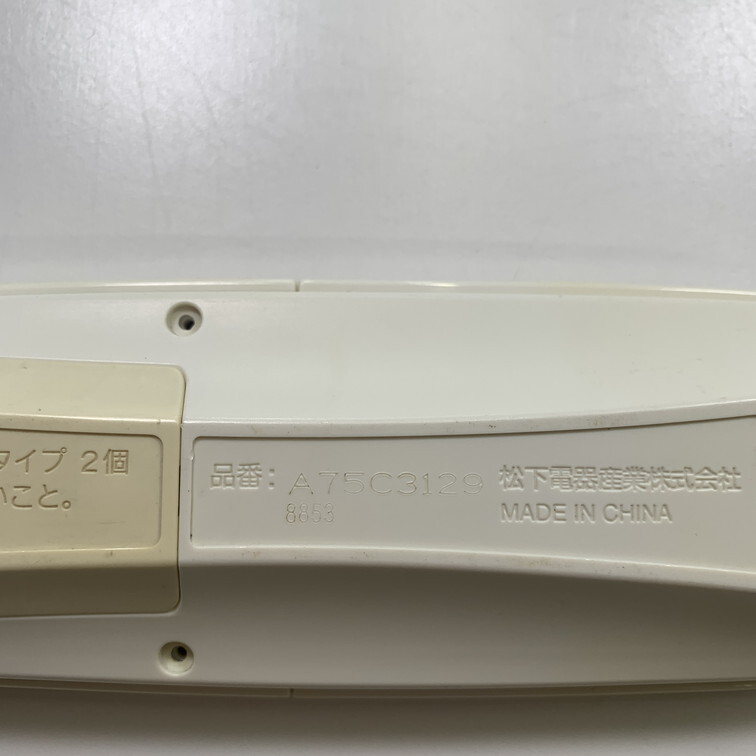 タイプ 2個
いこと。
品番: A75C3129
8653
松下電器産業株式会社
MADE IN CHINA